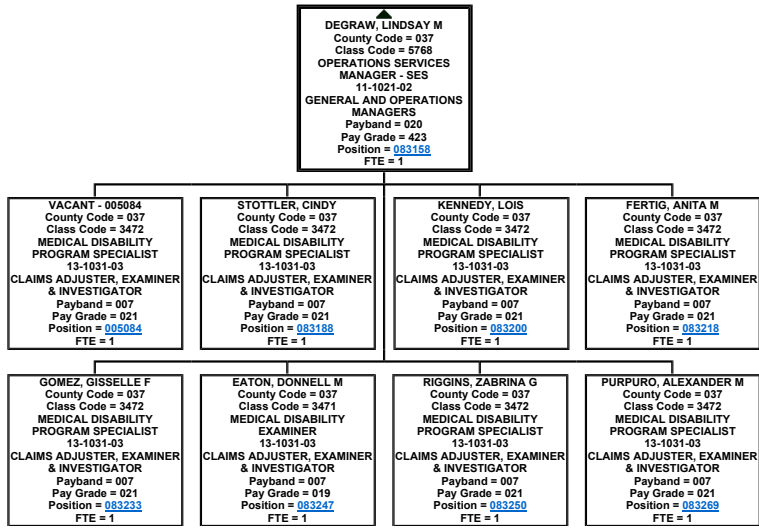 DEGRAW, LINDSAY M
County Code = 037
Class Code = 5768
OPERATIONS SERVICES
MANAGER - SES
11-1021-02
GENERAL AND OPERATIONS
MANAGERS
Payband = 020
Pay Grade = 423
Position = 083158
FTE = 1
VACANT - 005084
County Code = 037
Class Code = 3472
MEDICAL DISABILITY
PROGRAM SPECIALIST
13-1031-03
CLAIMS ADJUSTER, EXAMINER
& INVESTIGATOR
Payband = 007
Pay Grade = 021
Position = 005084
FTE = 1
STOTTLER, CINDY
County Code = 037
Class Code = 3472
MEDICAL DISABILITY
PROGRAM SPECIALIST
13-1031-03
CLAIMS ADJUSTER, EXAMINER
& INVESTIGATOR
Payband = 007
Pay Grade = 021
Position = 083188
FTE = 1
KENNEDY, LOIS
County Code = 037
Class Code = 3472
MEDICAL DISABILITY
PROGRAM SPECIALIST
13-1031-03
CLAIMS ADJUSTER, EXAMINER
& INVESTIGATOR
Payband = 007
Pay Grade = 021
Position = 083200
FTE = 1
FERTIG, ANITA M
County Code = 037
Class Code = 3472
MEDICAL DISABILITY
PROGRAM SPECIALIST
13-1031-03
CLAIMS ADJUSTER, EXAMINER
& INVESTIGATOR
Payband = 007
Pay Grade = 021
Position = 083218
FTE = 1
GOMEZ, GISSELLE F
County Code = 037
Class Code = 3472
MEDICAL DISABILITY
PROGRAM SPECIALIST
13-1031-03
CLAIMS ADJUSTER, EXAMINER
& INVESTIGATOR
Payband = 007
Pay Grade = 021
Position = 083233
FTE = 1
EATON, DONNELL M
County Code = 037
Class Code = 3471
MEDICAL DISABILITY
EXAMINER
13-1031-03
CLAIMS ADJUSTER, EXAMINER
& INVESTIGATOR
Payband = 007
Pay Grade = 019
Position = 083247
FTE = 1
RIGGINS, ZABRINA G
County Code = 037
Class Code = 3472
MEDICAL DISABILITY
PROGRAM SPECIALIST
13-1031-03
CLAIMS ADJUSTER, EXAMINER
& INVESTIGATOR
Payband = 007
Pay Grade = 021
Position = 083250
FTE = 1
PURPURO, ALEXANDER M
County Code = 037
Class Code = 3472
MEDICAL DISABILITY
PROGRAM SPECIALIST
13-1031-03
CLAIMS ADJUSTER, EXAMINER
& INVESTIGATOR
Payband = 007
Pay Grade = 021
Position = 083269
FTE = 1